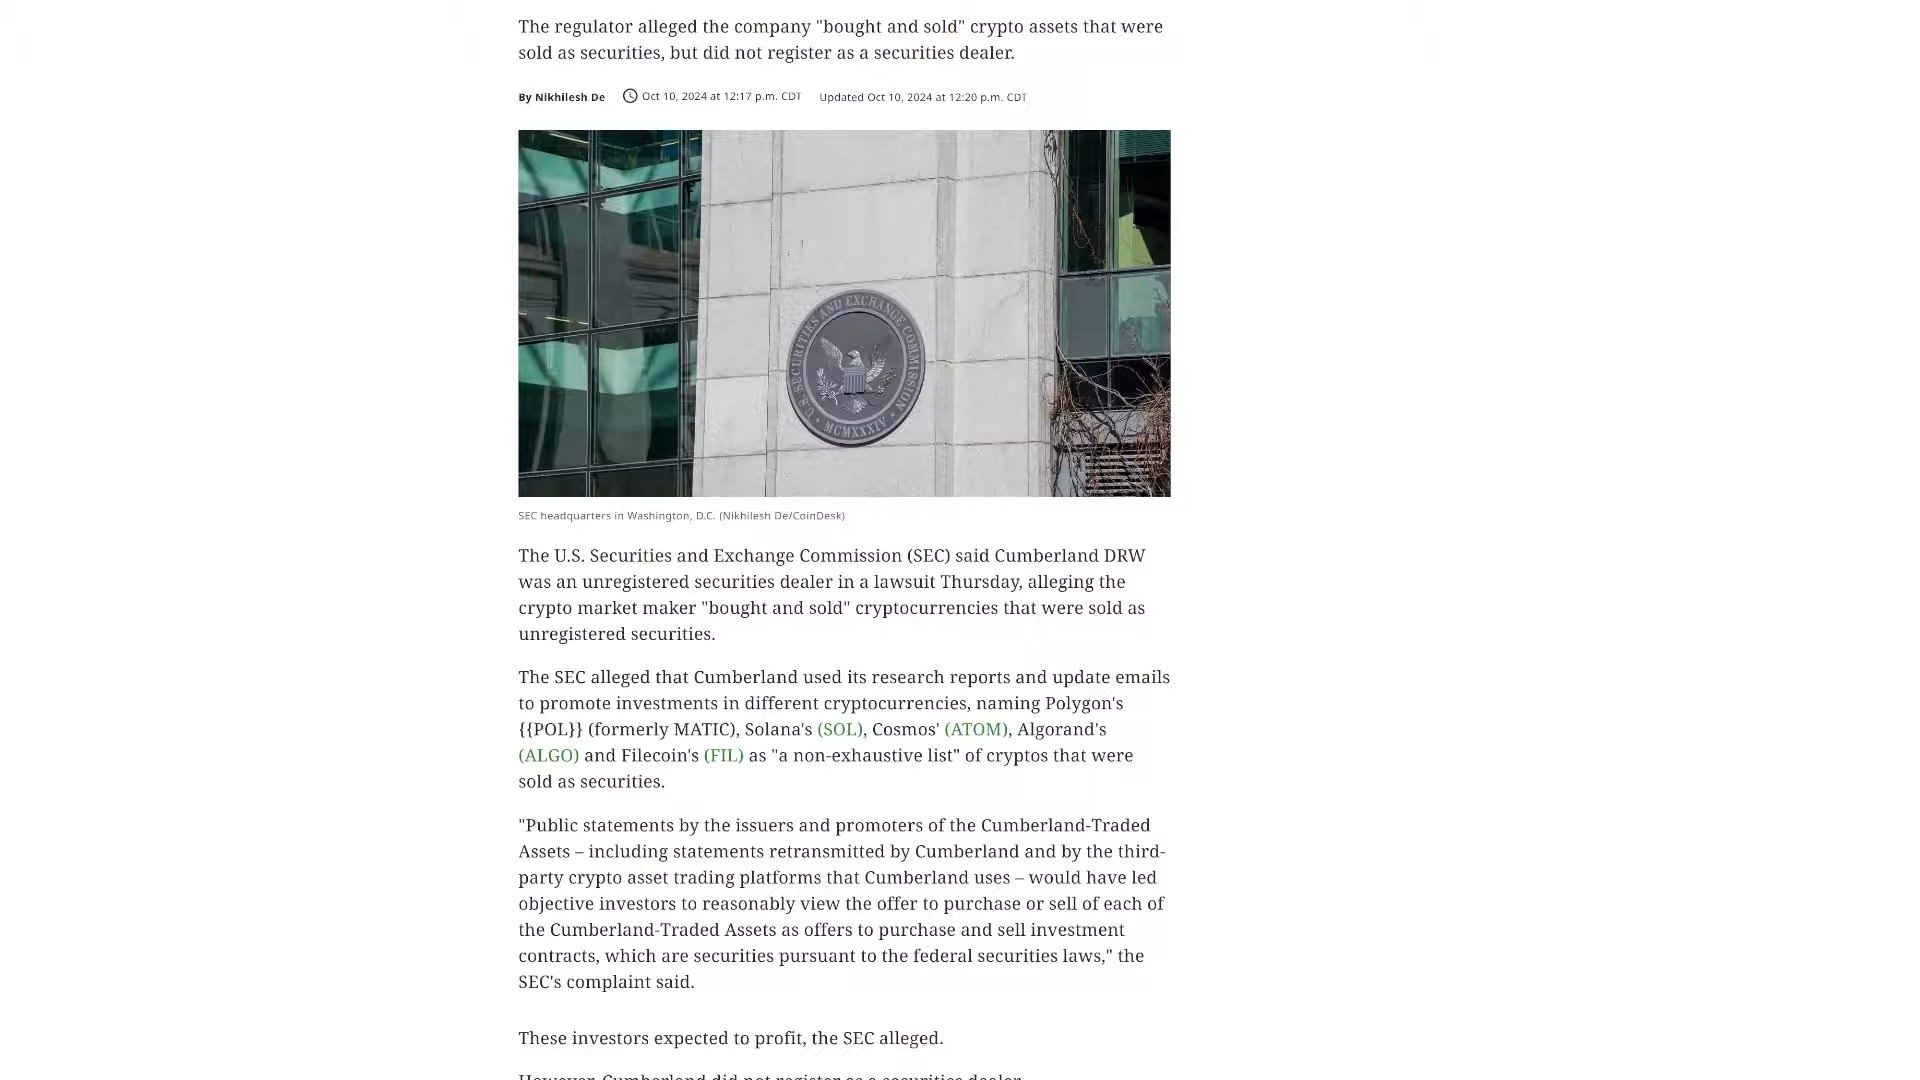 The regulator alleged the company "bought and sold" crypto assets that were
sold as securities, but did not register as a securities dealer.
By Nikhilesh De Oct 10, 2024 at 12:17 p.m. CDT Updated Oct 10, 2024 at 12:20 p.m. CDT
U.S. SECURITIES AND EXCHANGE COMMISSION
MCMXXXIV
SEC headquarters in Washington, D.C. (Nikhilesh De/CoinDesk)
The U.S. Securities and Exchange Commission (SEC) said Cumberland DRW
was an unregistered securities dealer in a lawsuit Thursday, alleging the
crypto market maker "bought and sold" cryptocurrencies that were sold as
unregistered securities.
The SEC alleged that Cumberland used its research reports and update emails
to promote investments in different cryptocurrencies, naming Polygon's
{{POL}} (formerly MATIC), Solana's (SOL), Cosmos' (ATOM), Algorand's
(ALGO) and Filecoin's (FIL) as "a non-exhaustive list" of cryptos that were
sold as securities.
"Public statements by the issuers and promoters of the Cumberland-Traded
Assets – including statements retransmitted by Cumberland and by the third-
party crypto asset trading platforms that Cumberland uses – would have led
objective investors to reasonably view the offer to purchase or sell of each of
the Cumberland-Traded Assets as offers to purchase and sell investment
contracts, which are securities pursuant to the federal securities laws," the
SEC's complaint said.
These investors expected to profit, the SEC alleged.
However, Cumberland did not register as a securities dealer.